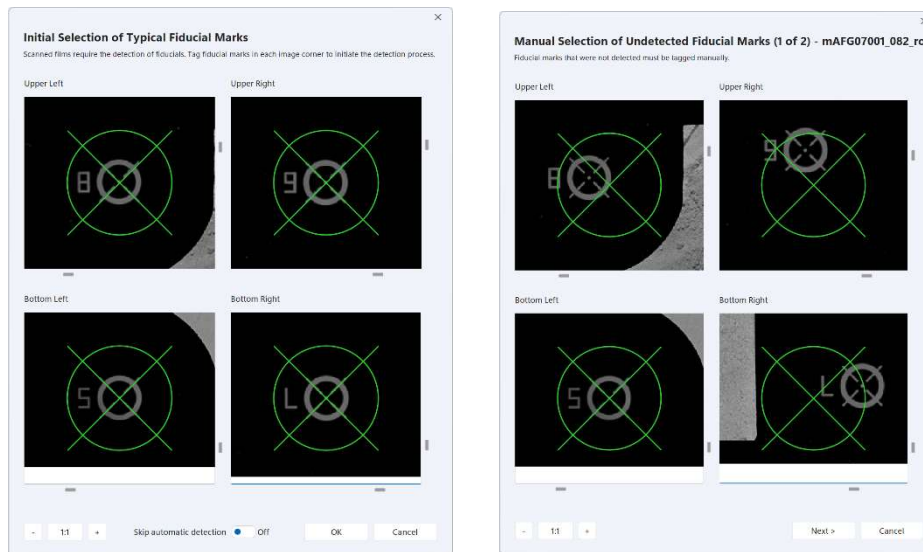 Initial Selection of Typical Fiducial Marks
Scanned films require the detection of fiducials. Tag fiducial marks in each image corner to initiate the detection process.
Upper Left
Upper Right
8
9
Bottom Left
Bottom Right
5
L
-
1:1
+
Skip automatic detection
Off
OK
Cancel
Manual Selection of Undetected Fiducial Marks (1 of 2) - mAFG07001_082_ro
Fiducial marks that were not detected must be tagged manually.
Upper Left
Upper Right
8
9
Bottom Left
Bottom Right
5
L
-
1:1
+
Next >
Cancel